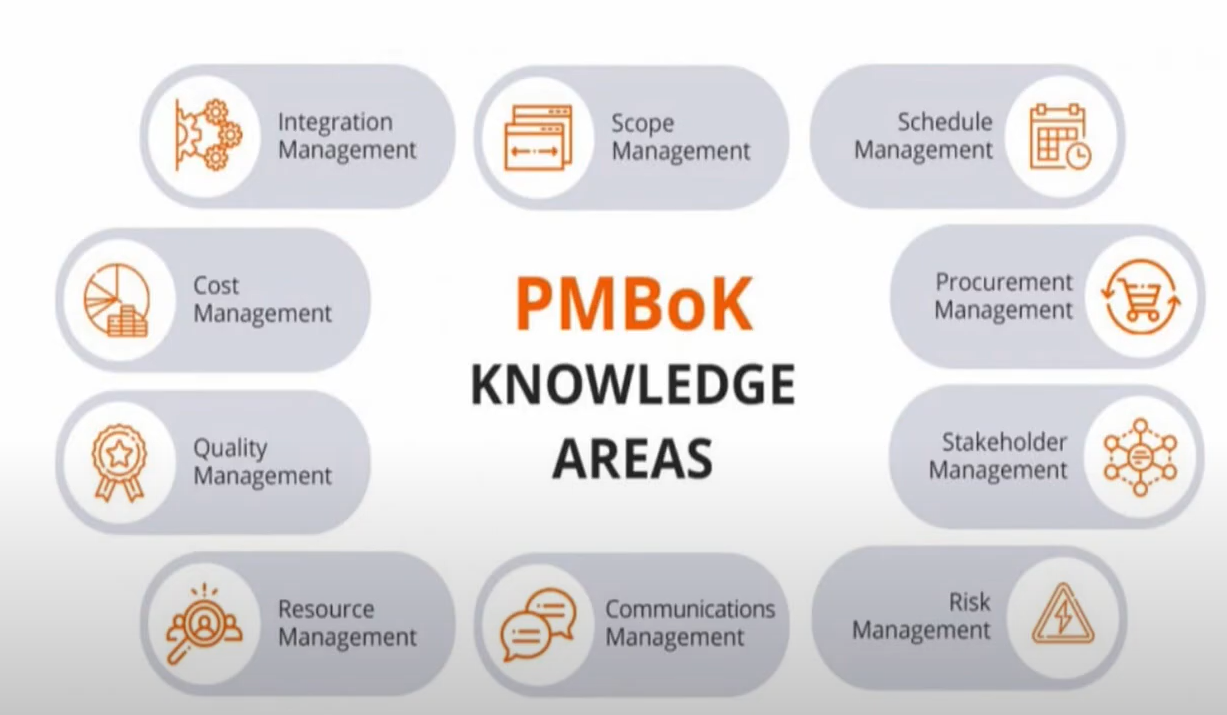 Integration
Management
Scope
Management
Schedule
Management
Cost
Management
PMBoK
KNOWLEDGE
AREAS
Procurement
Management
Quality
Management
Stakeholder
Management
Resource
Management
Communications
Management
Risk
Management